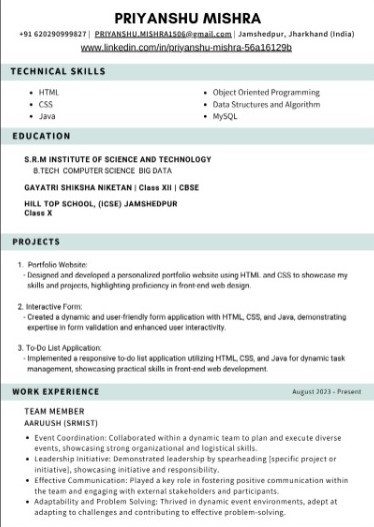 PRIYANSHU MISHRA
+91 620290999827 | PRIYANSHU.MISHRA1506@gmail.com | Jamshedpur, Jharkhand (India)
www.linkedin.com/in/priyanshu-mishra-56a16129b
TECHNICAL SKILLS
• HTML
• CSS
• Java
• Object Oriented Programming
• Data Structures and Algorithm
• MySQL
EDUCATION
S.R.M INSTITUTE OF SCIENCE AND TECHNOLOGY
B.TECH COMPUTER SCIENCE BIG DATA
GAYATRI SHIKSHA NIKETAN | Class XII | CBSE
HILL TOP SCHOOL, (ICSE) JAMSHEDPUR
Class X
PROJECTS
1. Portfolio Website:
- Designed and developed a personalized portfolio website using HTML and CSS to showcase my
skills and projects, highlighting proficiency in front-end web design.
2. Interactive Form:
- Created a dynamic and user-friendly form application with HTML, CSS, and Java, demonstrating
expertise in form validation and enhanced user interactivity.
3. To-Do List Application:
- Implemented a responsive to-do list application utilizing HTML, CSS, and Java for dynamic task
management, showcasing practical skills in front-end web development.
WORK EXPERIENCE August 2023 - Present
TEAM MEMBER
AARUUSH (SRMIST)
• Event Coordination: Collaborated within a dynamic team to plan and execute diverse
events, showcasing strong organizational and logistical skills.
• Leadership Initiative: Demonstrated leadership by spearheading [specific project or
initiative], showcasing initiative and responsibility.
• Effective Communication: Played a key role in fostering positive communication within
the team and engaging with external stakeholders and participants.
• Adaptability and Problem Solving: Thrived in dynamic event environments, adept at
adapting to challenges and contributing to effective problem-solving.